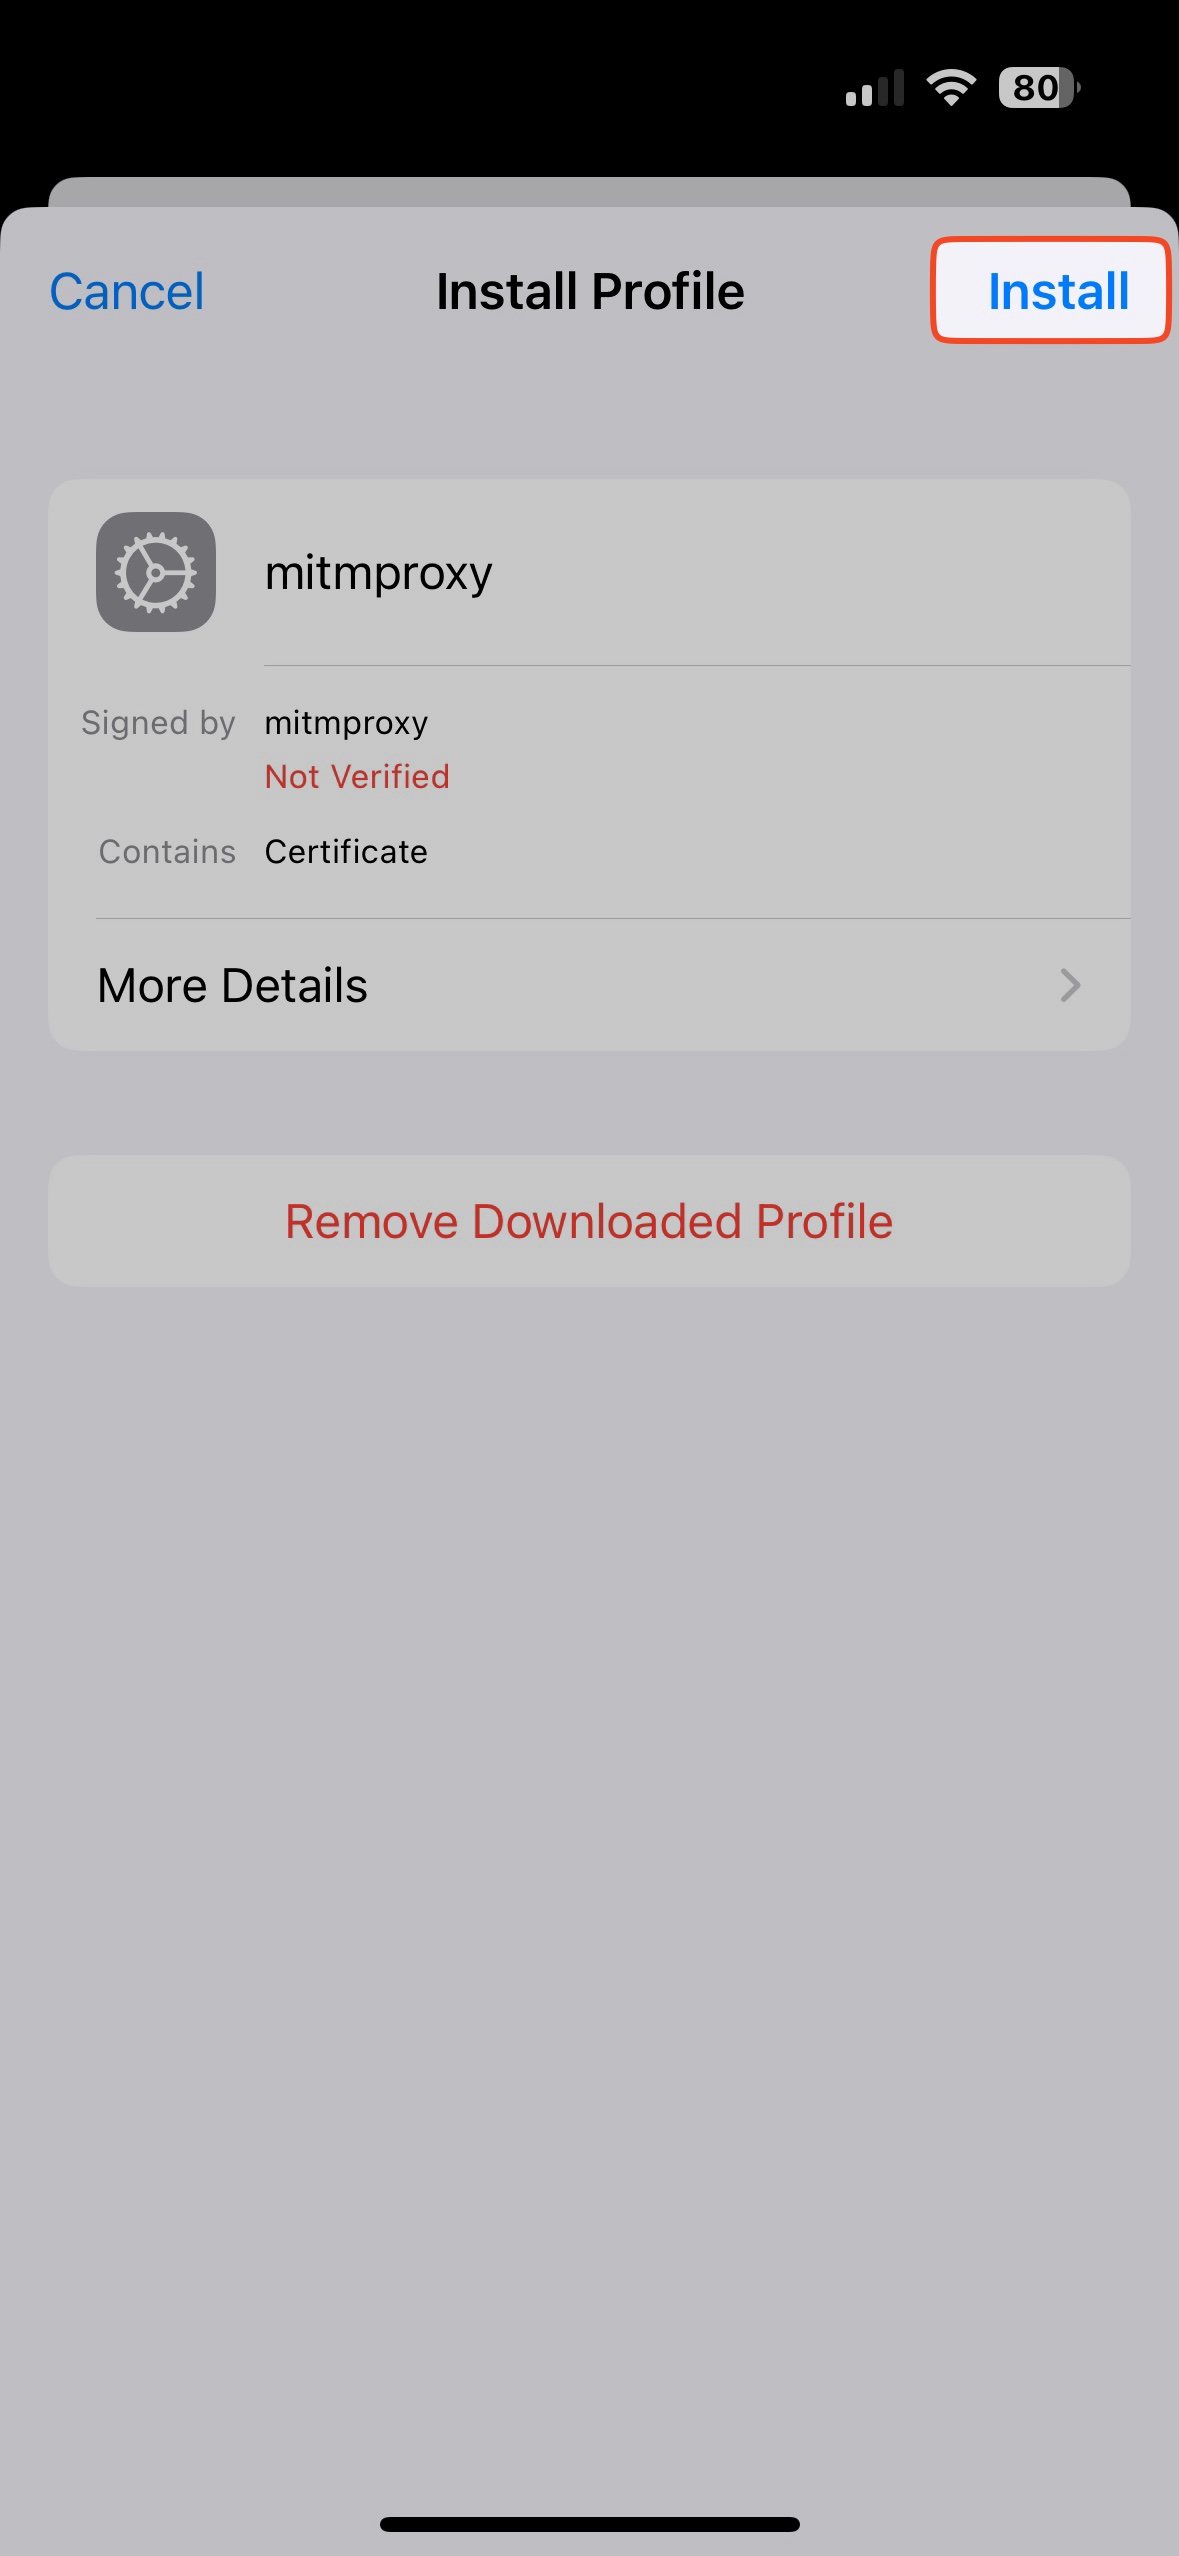 80
Cancel
Install Profile
Install
mitmproxy
Signed by mitmproxy
Not Verified
Contains Certificate
More Details
Remove Downloaded Profile